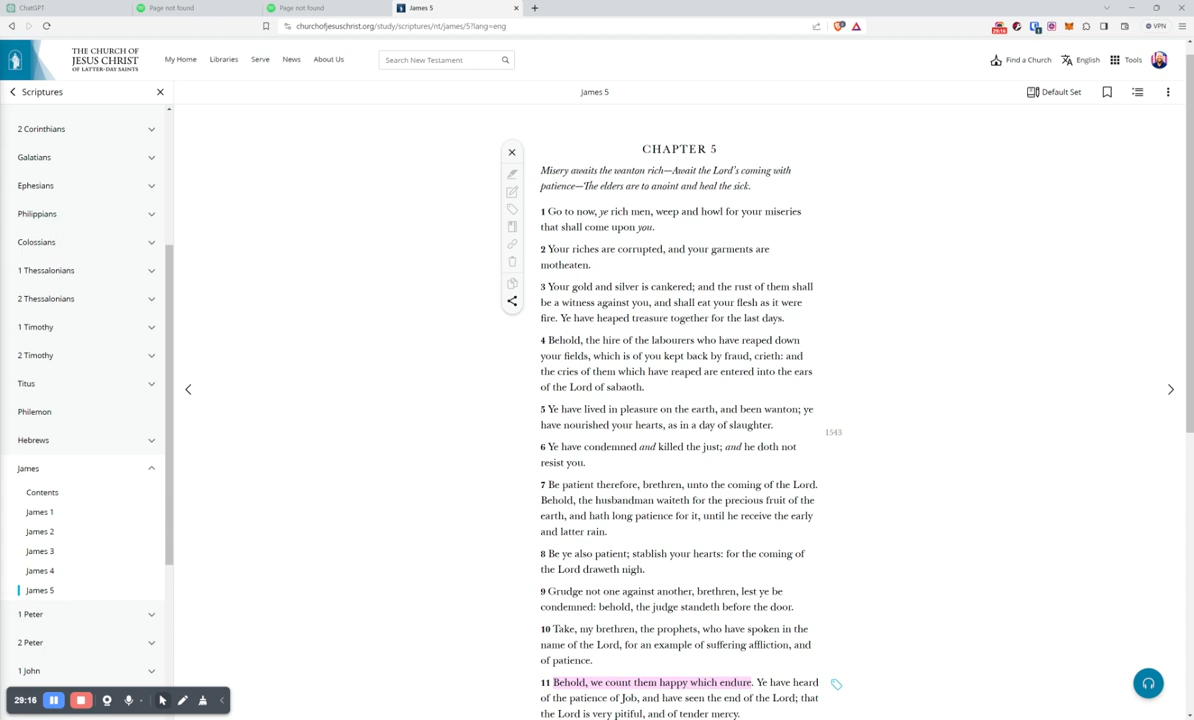 ChatGPT
Page not found
Page not found
James 5
churchofjesuschrist.org/study/scriptures/nt/james/5?lang=eng
29:16
1
VPN
THE CHURCH OF
JESUS CHRIST
OF LATTER-DAY SAINTS
My Home
Libraries
Serve
News
About Us
Search New Testament
Find a Church
English
Tools
Scriptures
James 5
Default Set
2 Corinthians
Galatians
Ephesians
Philippians
Colossians
1 Thessalonians
2 Thessalonians
1 Timothy
2 Timothy
Titus
Philemon
Hebrews
James
Contents
James 1
James 2
James 3
James 4
James 5
1 Peter
2 Peter
1 John
CHAPTER 5
Misery awaits the wanton rich—Await the Lord's coming with
patience—The elders are to anoint and heal the sick.
1 Go to now, ye rich men, weep and howl for your miseries
that shall come upon you.
2 Your riches are corrupted, and your garments are
motheaten.
3 Your gold and silver is cankered; and the rust of them shall
be a witness against you, and shall eat your flesh as it were
fire. Ye have heaped treasure together for the last days.
4 Behold, the hire of the labourers who have reaped down
your fields, which is of you kept back by fraud, crieth: and
the cries of them which have reaped are entered into the ears
of the Lord of sabaoth.
5 Ye have lived in pleasure on the earth, and been wanton; ye
have nourished your hearts, as in a day of slaughter.
1543
6 Ye have condemned and killed the just; and he doth not
resist you.
7 Be patient therefore, brethren, unto the coming of the Lord.
Behold, the husbandman waiteth for the precious fruit of the
earth, and hath long patience for it, until he receive the early
and latter rain.
8 Be ye also patient; stablish your hearts: for the coming of
the Lord draweth nigh.
9 Grudge not one against another, brethren, lest ye be
condemned: behold, the judge standeth before the door.
10 Take, my brethren, the prophets, who have spoken in the
name of the Lord, for an example of suffering affliction, and
of patience.
11 Behold, we count them happy which endure. Ye have heard
of the patience of Job, and have seen the end of the Lord; that
the Lord is very pitiful, and of tender mercy.
29:16